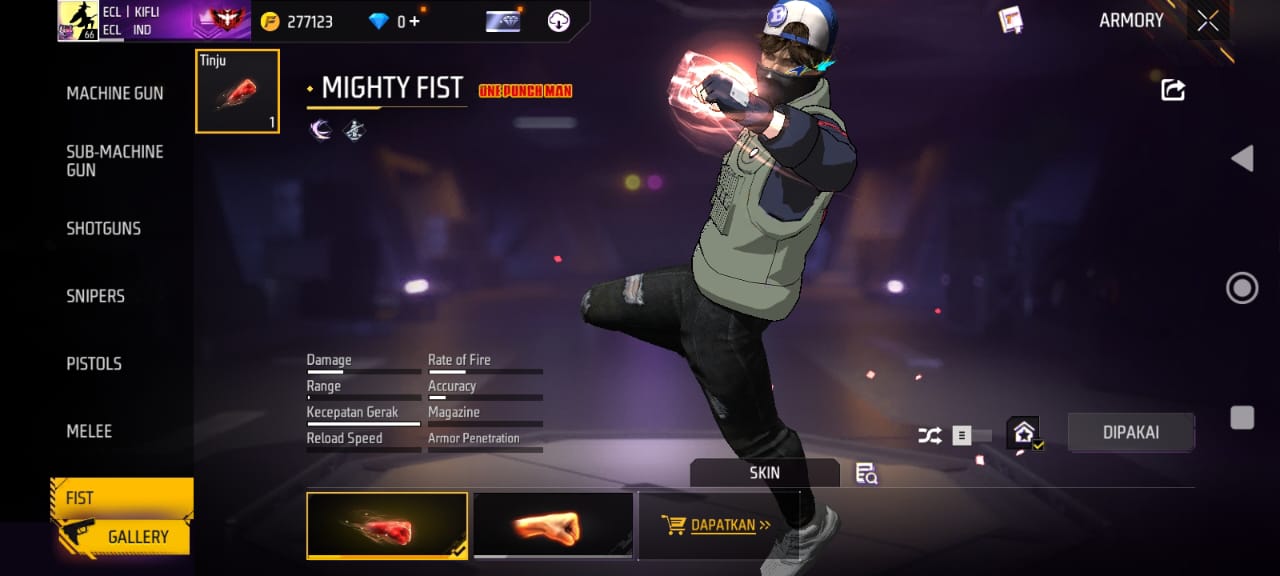 ECL | KIFLI
ECL IND
66
277123
0+
ARMORY
MACHINE GUN
SUB-MACHINE
GUN
SHOTGUNS
SNIPERS
PISTOLS
MELEE
FIST
GALLERY
Tinju
1
MIGHTY FIST
ONE PUNCH MAN
Damage
Rate of Fire
Range
Accuracy
Kecepatan Gerak
Magazine
Reload Speed
Armor Penetration
DIPAKAI
SKIN
DAPATKAN >>